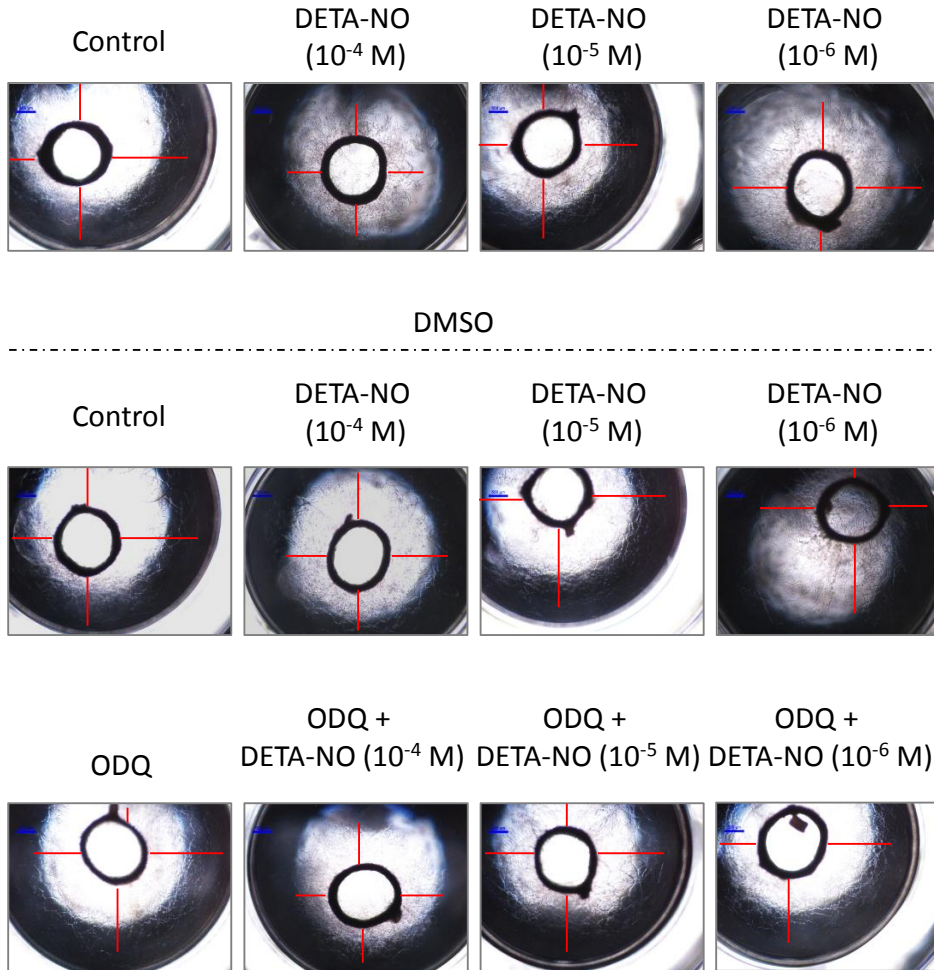 Control
DETA-NO
(10⁻⁴ M)
DETA-NO
(10⁻⁵ M)
DETA-NO
(10⁻⁶ M)
DMSO
Control
DETA-NO
(10⁻⁴ M)
DETA-NO
(10⁻⁵ M)
DETA-NO
(10⁻⁶ M)
ODQ
ODQ +
DETA-NO (10⁻⁴ M)
ODQ +
DETA-NO (10⁻⁵ M)
ODQ +
DETA-NO (10⁻⁶ M)